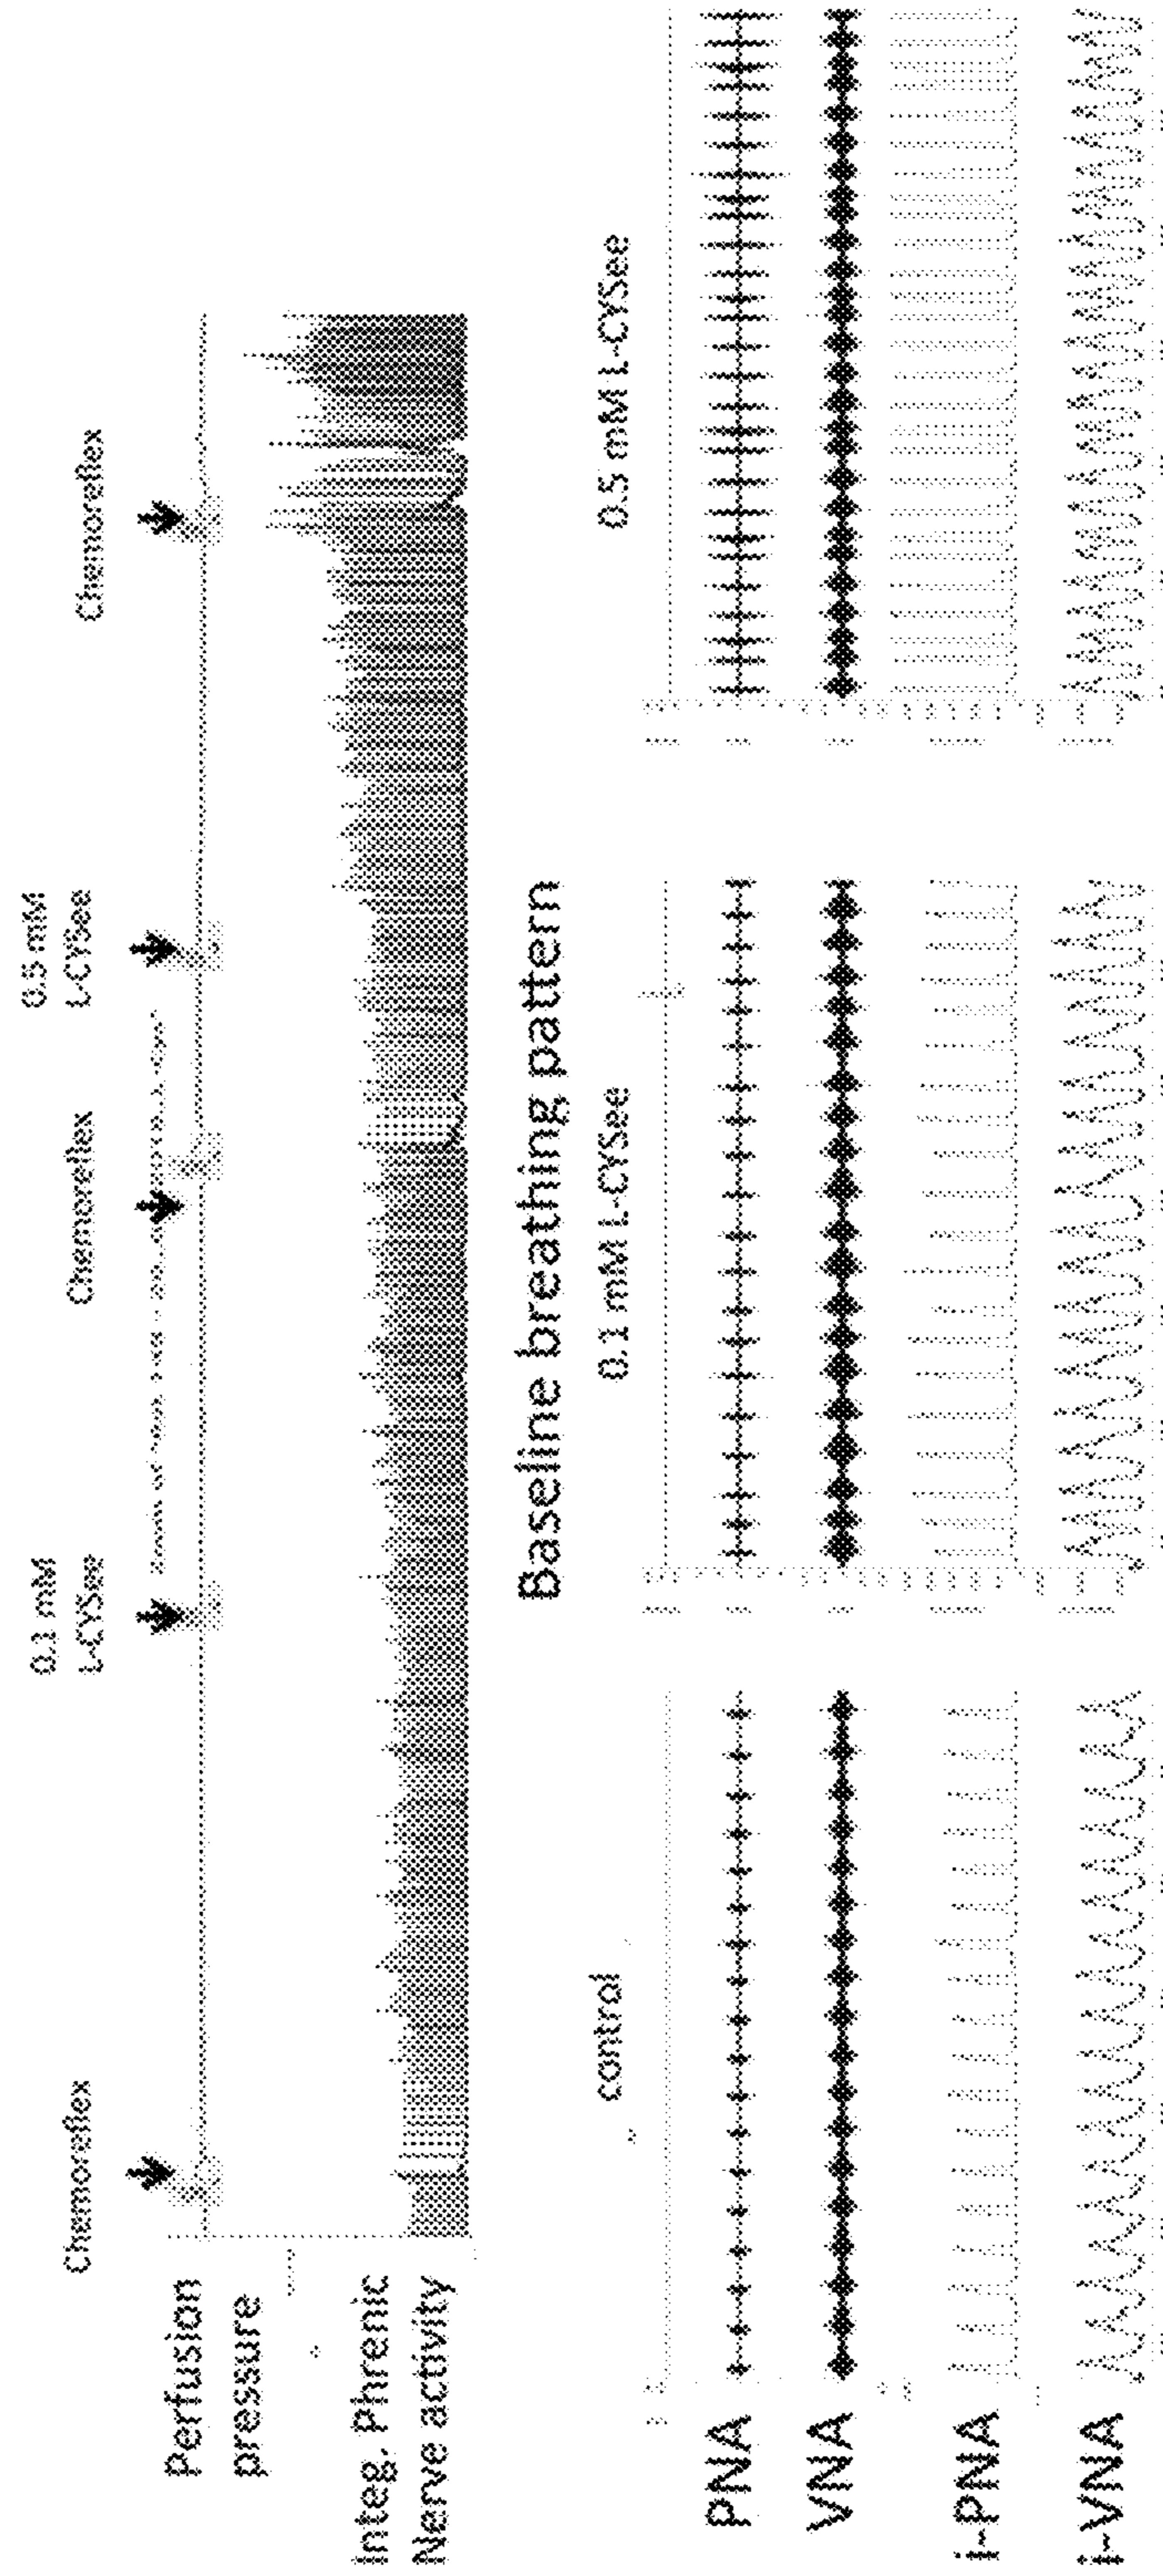 Chemoreflex
0.1 mM
L-CYSee
Chemoreflex
0.5 mM
L-CYSee
Chemoreflex
Perfusion
pressure
Integ. Phrenic
Nerve activity
Baseline breathing pattern
control
0.1 mM L-CYSee
0.5 mM L-CYSee
PNA
VNA
i-PNA
i-VNA